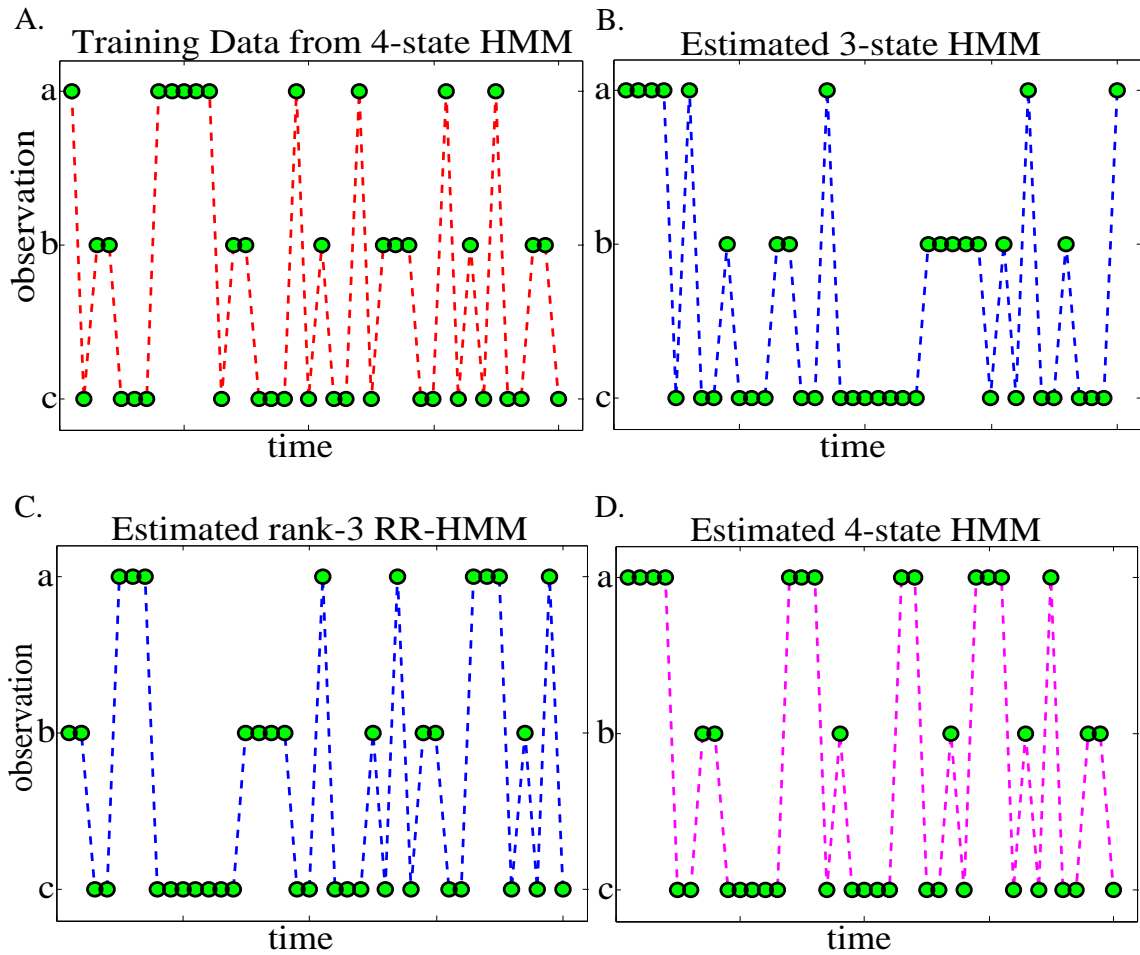 A.
Training Data from 4-state HMM
a
b
c
observation
time
B.
Estimated 3-state HMM
a
b
c
time
C.
Estimated rank-3 RR-HMM
a
b
c
observation
time
D.
Estimated 4-state HMM
a
b
c
time